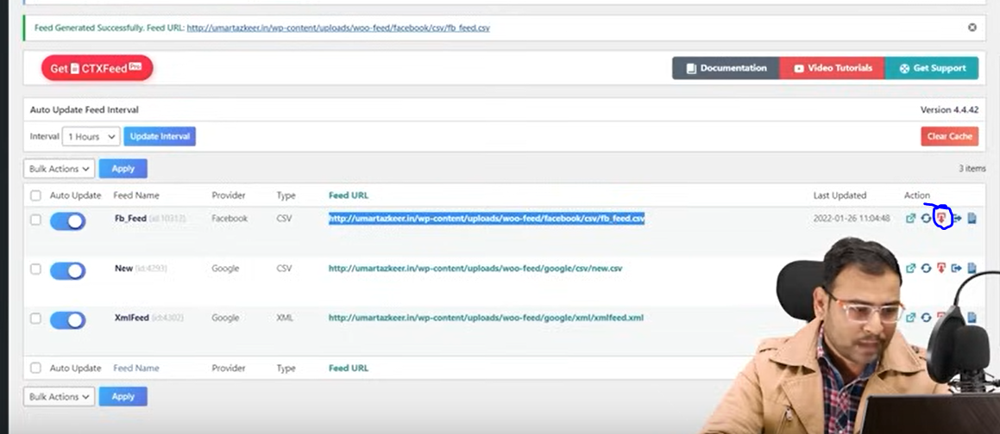 Feed Generated Successfully. Feed URL: http://umartazkeer.in/wp-content/uploads/woo-feed/facebook/csv/fb_feed.csv
Get CTXFeed Pro Documentation Video Tutorials Get Support
Auto Update Feed Interval Version 4.4.42
Interval 1 Hours Update Interval Clear Cache
Bulk Actions Apply 3 items
Auto Update Feed Name Provider Type Feed URL Last Updated Action
Fb_Feed (id:10312) Facebook CSV http://umartazkeer.in/wp-content/uploads/woo-feed/facebook/csv/fb_feed.csv 2022-01-26 11:04:48
New (id:4293) Google CSV http://umartazkeer.in/wp-content/uploads/woo-feed/google/csv/new.csv
XmlFeed (id:4302) Google XML http://umartazkeer.in/wp-content/uploads/woo-feed/google/xml/xmlfeed.xml
Auto Update Feed Name Provider Type Feed URL
Bulk Actions Apply